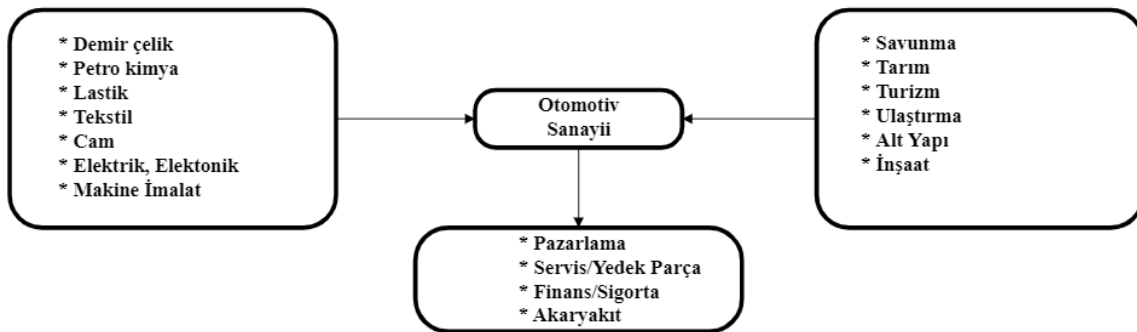 * Demir çelik
* Petro kimya
* Lastik
* Tekstil
* Cam
* Elektrik, Elektonik
* Makine İmalat
Otomotiv
Sanayii
* Savunma
* Tarım
* Turizm
* Ulaştırma
* Alt Yapı
* İnşaat
* Pazarlama
* Servis/Yedek Parça
* Finans/Sigorta
* Akaryakıt